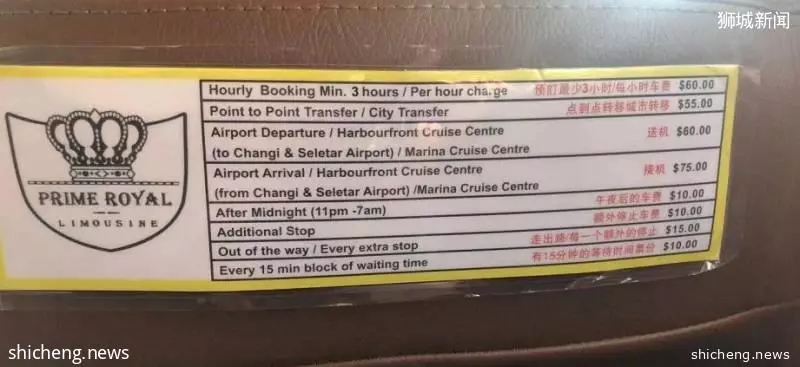 狮城新闻
PRIME ROYAL
LIMOUSINE
Hourly Booking Min. 3 hours / Per hour charge 预订最少3小时/每小时车费 $60.00
Point to Point Transfer / City Transfer 点到点转移城市转移 $55.00
Airport Departure / Harbourfront Cruise Centre 送机 $60.00
(to Changi & Seletar Airport) / Marina Cruise Centre
Airport Arrival / Harbourfront Cruise Centre 接机 $75.00
(from Changi & Seletar Airport) /Marina Cruise Centre
After Midnight (11pm -7am) 午夜后的车费 $10.00
Additional Stop 额外停止车费 $10.00
Out of the way / Every extra stop 走出路/每一个额外的停止 $15.00
Every 15 min block of waiting time 有15分钟的等待时间票价 $10.00
shicheng.news
shicheng.news